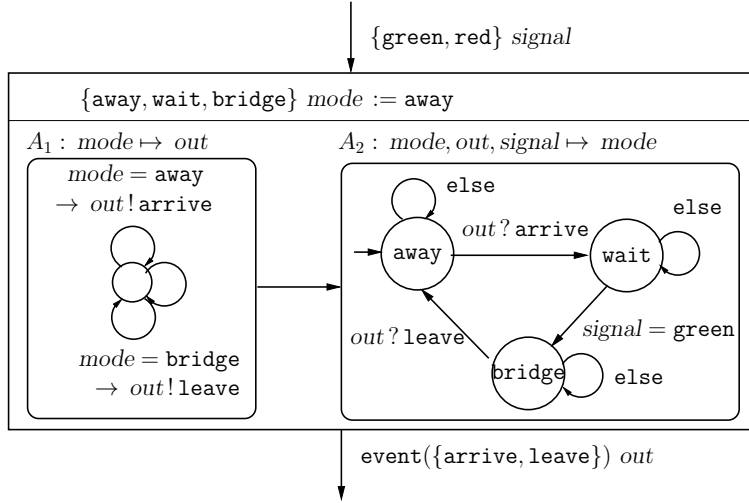 {green, red} signal
{away, wait, bridge} mode := away
A₁ : mode ↦ out
A₂ : mode, out, signal ↦ mode
mode = away
→ out ! arrive
mode = bridge
→ out ! leave
else
away
out ? arrive
wait
else
out ? leave
signal = green
bridge
else
event({arrive, leave}) out